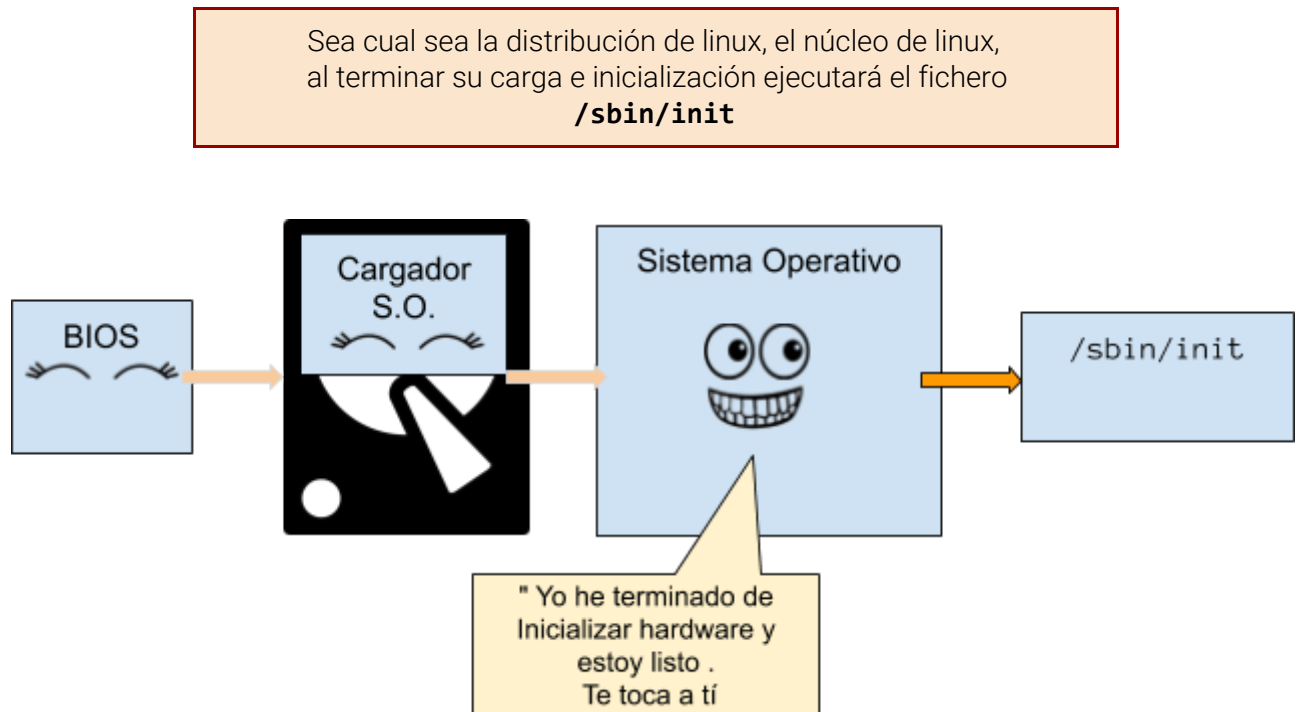 Sea cual sea la distribución de linux, el núcleo de linux,
al terminar su carga e inicialización ejecutará el fichero
/sbin/init
BIOS
Cargador
S.O.
Sistema Operativo
/sbin/init
" Yo he terminado de
Inicializar hardware y
estoy listo .
Te toca a tí